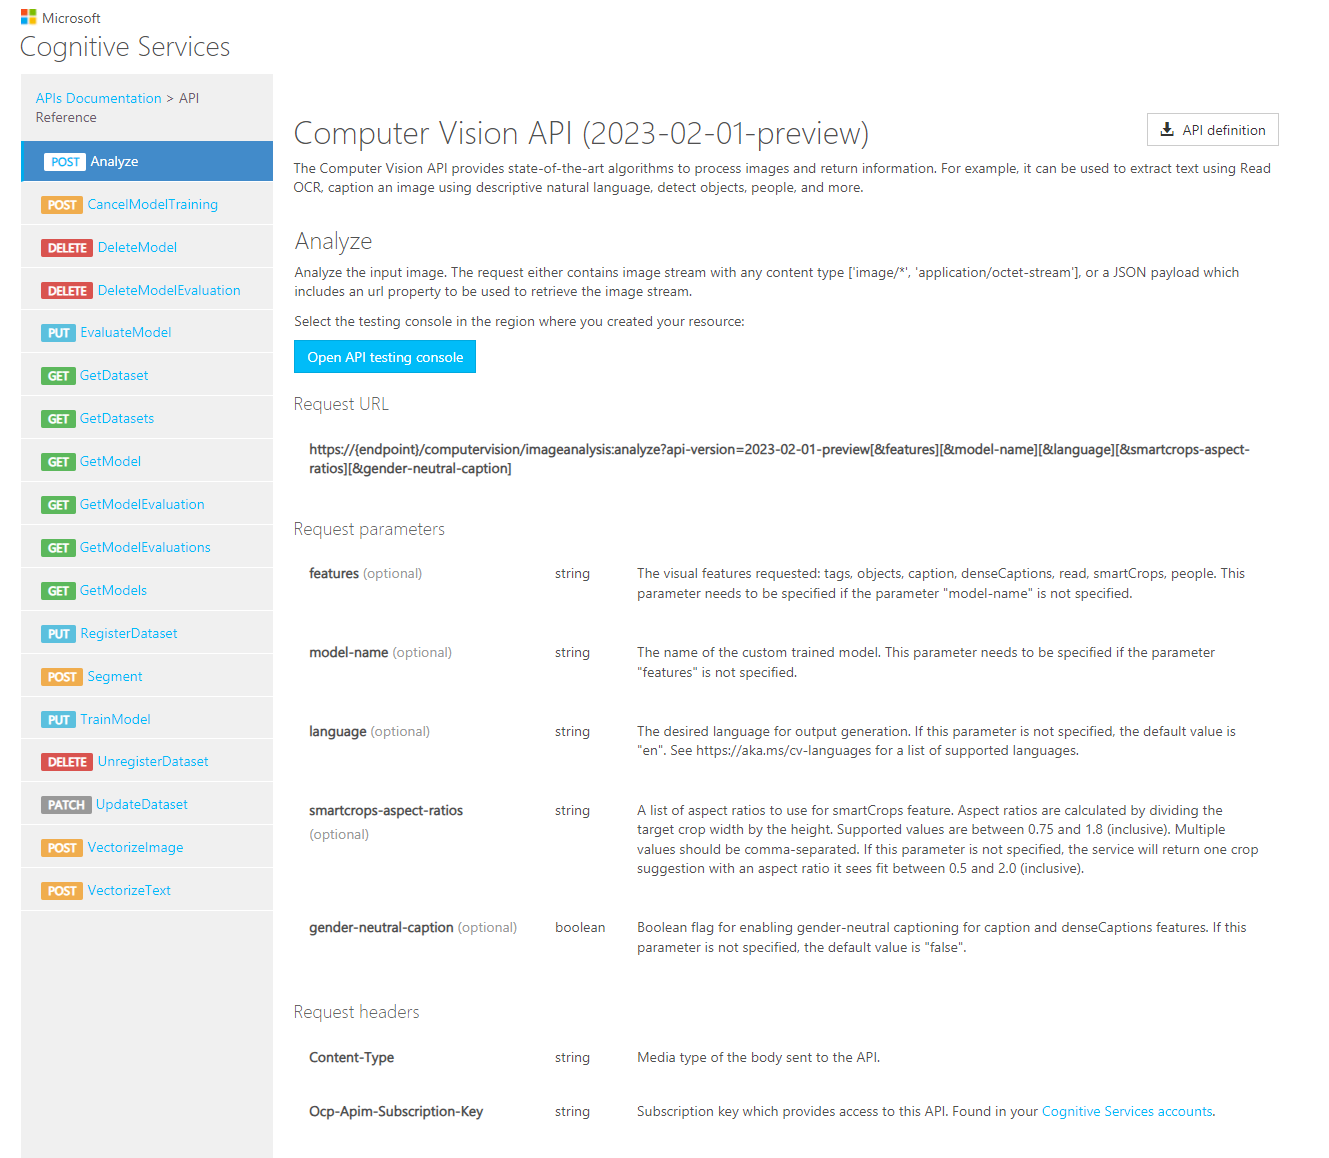 Microsoft
Cognitive Services
APIs Documentation > API
Reference
POST Analyze
POST CancelModelTraining
DELETE DeleteModel
DELETE DeleteModelEvaluation
PUT EvaluateModel
GET GetDataset
GET GetDatasets
GET GetModel
GET GetModelEvaluation
GET GetModelEvaluations
GET GetModels
PUT RegisterDataset
POST Segment
PUT TrainModel
DELETE UnregisterDataset
PATCH UpdateDataset
POST VectorizeImage
POST VectorizeText
Computer Vision API (2023-02-01-preview)
API definition
The Computer Vision API provides state-of-the-art algorithms to process images and return information. For example, it can be used to extract text using Read
OCR, caption an image using descriptive natural language, detect objects, people, and more.
Analyze
Analyze the input image. The request either contains image stream with any content type ['image/*', 'application/octet-stream'], or a JSON payload which
includes an url property to be used to retrieve the image stream.
Select the testing console in the region where you created your resource:
Open API testing console
Request URL
https://{endpoint}/computervision/imageanalysis:analyze?api-version=2023-02-01-preview[&features][&model-name][&language][&smartcrops-aspect-
ratios][&gender-neutral-caption]
Request parameters
features (optional) string The visual features requested: tags, objects, caption, denseCaptions, read, smartCrops, people. This
parameter needs to be specified if the parameter "model-name" is not specified.
model-name (optional) string The name of the custom trained model. This parameter needs to be specified if the parameter
"features" is not specified.
language (optional) string The desired language for output generation. If this parameter is not specified, the default value is
"en". See https://aka.ms/cv-languages for a list of supported languages.
smartcrops-aspect-ratios string A list of aspect ratios to use for smartCrops feature. Aspect ratios are calculated by dividing the
(optional) target crop width by the height. Supported values are between 0.75 and 1.8 (inclusive). Multiple
values should be comma-separated. If this parameter is not specified, the service will return one crop
suggestion with an aspect ratio it sees fit between 0.5 and 2.0 (inclusive).
gender-neutral-caption (optional) boolean Boolean flag for enabling gender-neutral captioning for caption and denseCaptions features. If this
parameter is not specified, the default value is "false".
Request headers
Content-Type string Media type of the body sent to the API.
Ocp-Apim-Subscription-Key string Subscription key which provides access to this API. Found in your Cognitive Services accounts.